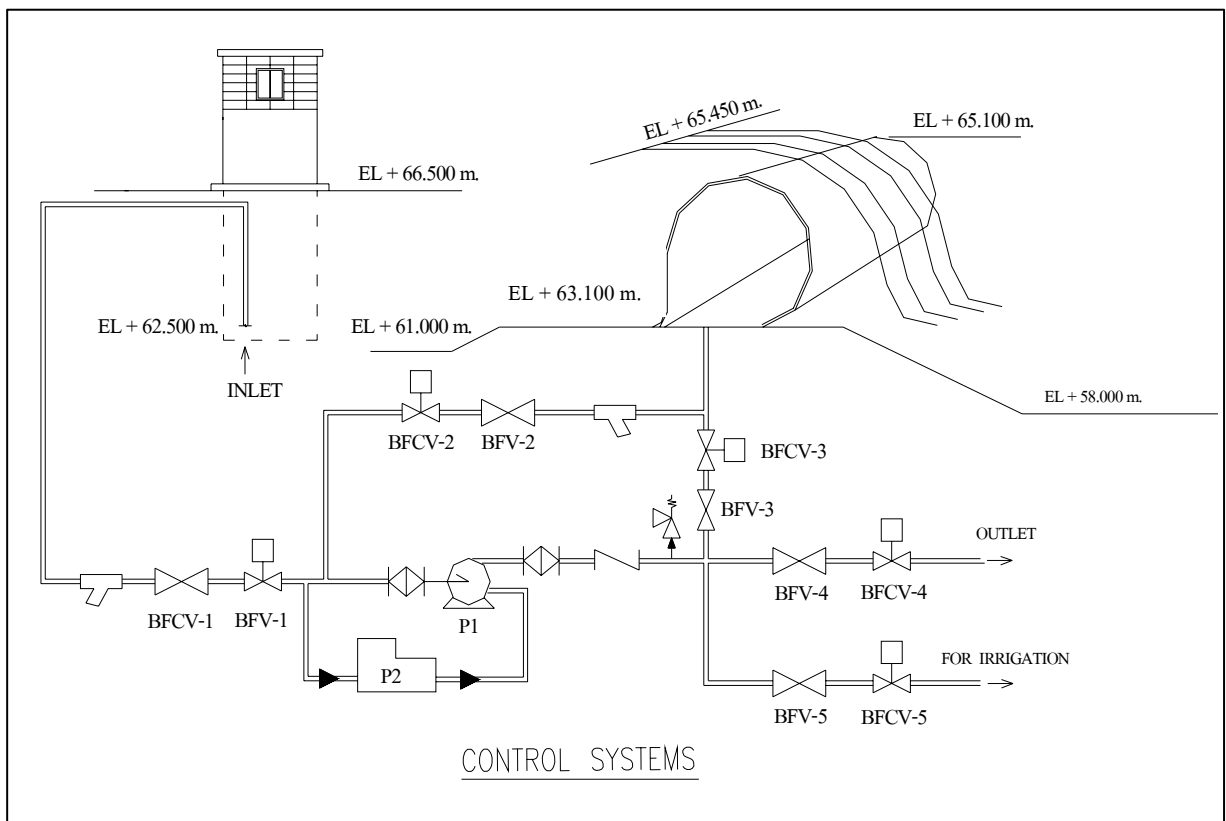 EL + 65.450 m.
EL + 65.100 m.
EL + 66.500 m.
EL + 63.100 m.
EL + 62.500 m.
EL + 61.000 m.
INLET
EL + 58.000 m.
BFCV-2
BFV-2
BFCV-3
BFV-3
OUTLET
BFCV-1
BFV-1
P1
BFV-4
BFCV-4
P2
FOR IRRIGATION
BFV-5
BFCV-5
CONTROL SYSTEMS